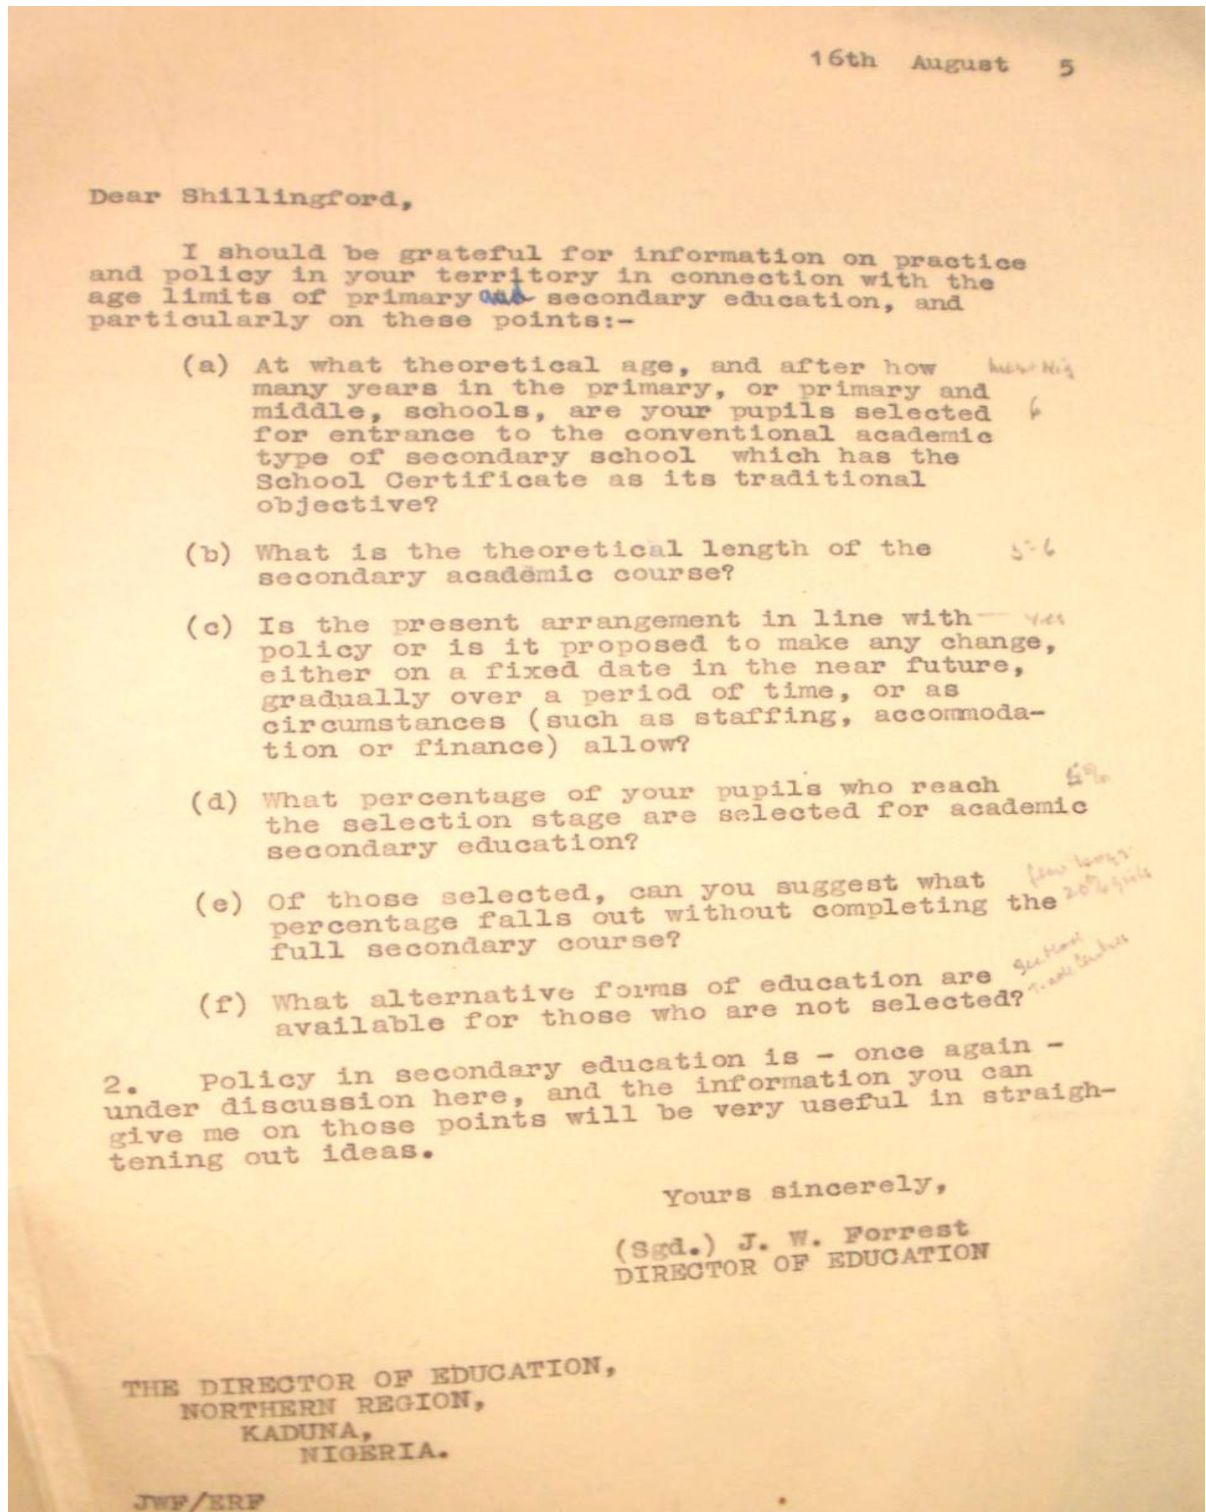 16th August 5
Dear Shillingford,
I should be grateful for information on practice
and policy in your territory in connection with the
age limits of primary and secondary education, and
particularly on these points:-
(a) At what theoretical age, and after how
many years in the primary, or primary and
middle, schools, are your pupils selected 6
for entrance to the conventional academic
type of secondary school which has the
School Certificate as its traditional
objective?
(b) What is the theoretical length of the 5-6
secondary academic course?
(c) Is the present arrangement in line with - yes
policy or is it proposed to make any change,
either on a fixed date in the near future,
gradually over a period of time, or as
circumstances (such as staffing, accommoda-
tion or finance) allow?
(d) What percentage of your pupils who reach 5%
the selection stage are selected for academic
secondary education?
(e) Of those selected, can you suggest what few boys
percentage falls out without completing the 20% girls
full secondary course?
(f) What alternative forms of education are
available for those who are not selected? Trade Centres
2. Policy in secondary education is - once again -
under discussion here, and the information you can
give me on those points will be very useful in straigh-
tening out ideas.
Yours sincerely,
(Sgd.) J. W. Forrest
DIRECTOR OF EDUCATION
THE DIRECTOR OF EDUCATION,
NORTHERN REGION,
KADUNA,
NIGERIA.
JWF/ERF